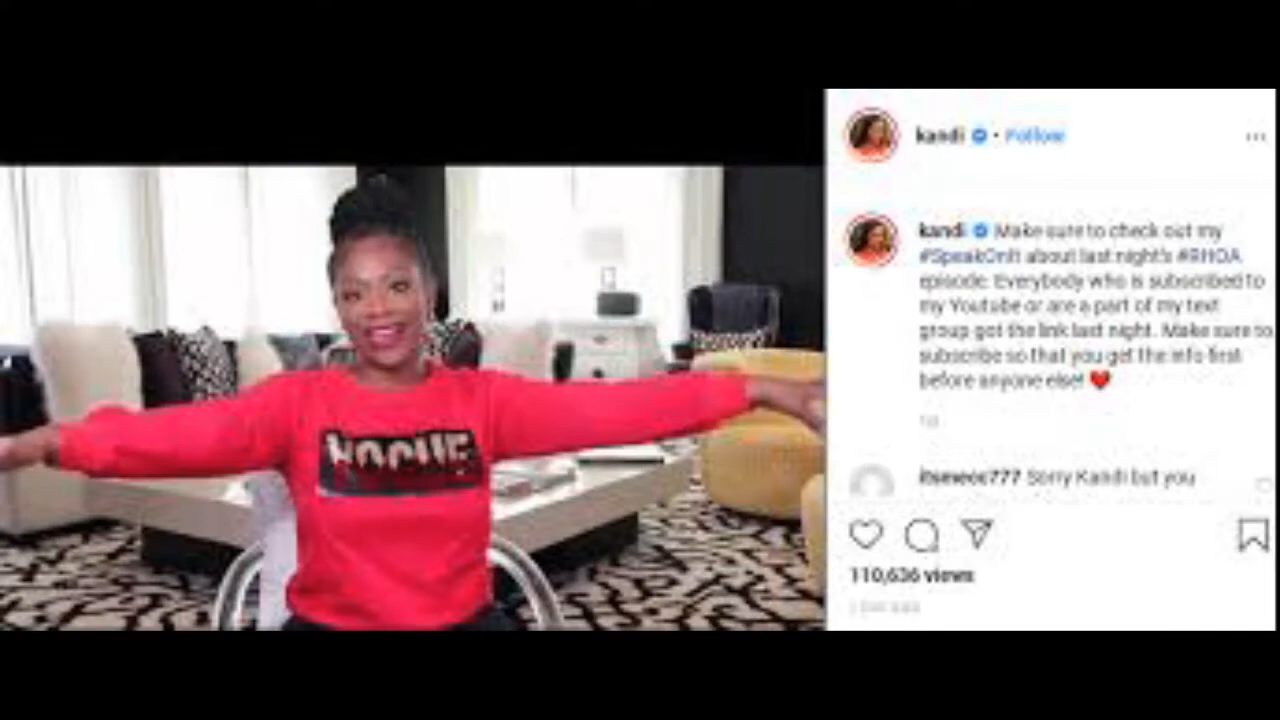 kandi • Follow
kandi Make sure to check out my
#SpeakOnIt about last night's #RHOA
episode. Everybody who is subscribed to
my Youtube or are a part of my text
group got the link last night. Make sure to
subscribe so that you get the info first
before anyone else! ❤️
itsmecc777 Sorry Kandi but you
110,636 views